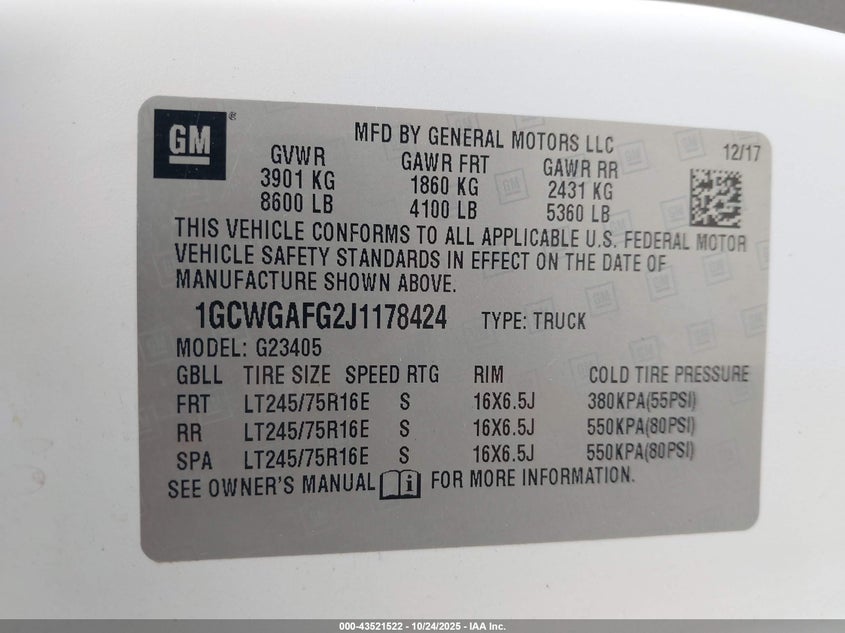 GM®
MFD BY GENERAL MOTORS LLC
12/17
GVWR GAWR FRT GAWR RR
3901 KG 1860 KG 2431 KG
8600 LB 4100 LB 5360 LB
THIS VEHICLE CONFORMS TO ALL APPLICABLE U.S. FEDERAL MOTOR
VEHICLE SAFETY STANDARDS IN EFFECT ON THE DATE OF
MANUFACTURE SHOWN ABOVE.
1GCWGAFG2J1178424 TYPE: TRUCK
MODEL: G23405
GBLL TIRE SIZE SPEED RTG RIM COLD TIRE PRESSURE
FRT LT245/75R16E S 16X6.5J 380KPA(55PSI)
RR LT245/75R16E S 16X6.5J 550KPA(80PSI)
SPA LT245/75R16E S 16X6.5J 550KPA(80PSI)
SEE OWNER'S MANUAL i FOR MORE INFORMATION.
000-43521522 - 10/24/2025 - IAA Inc.